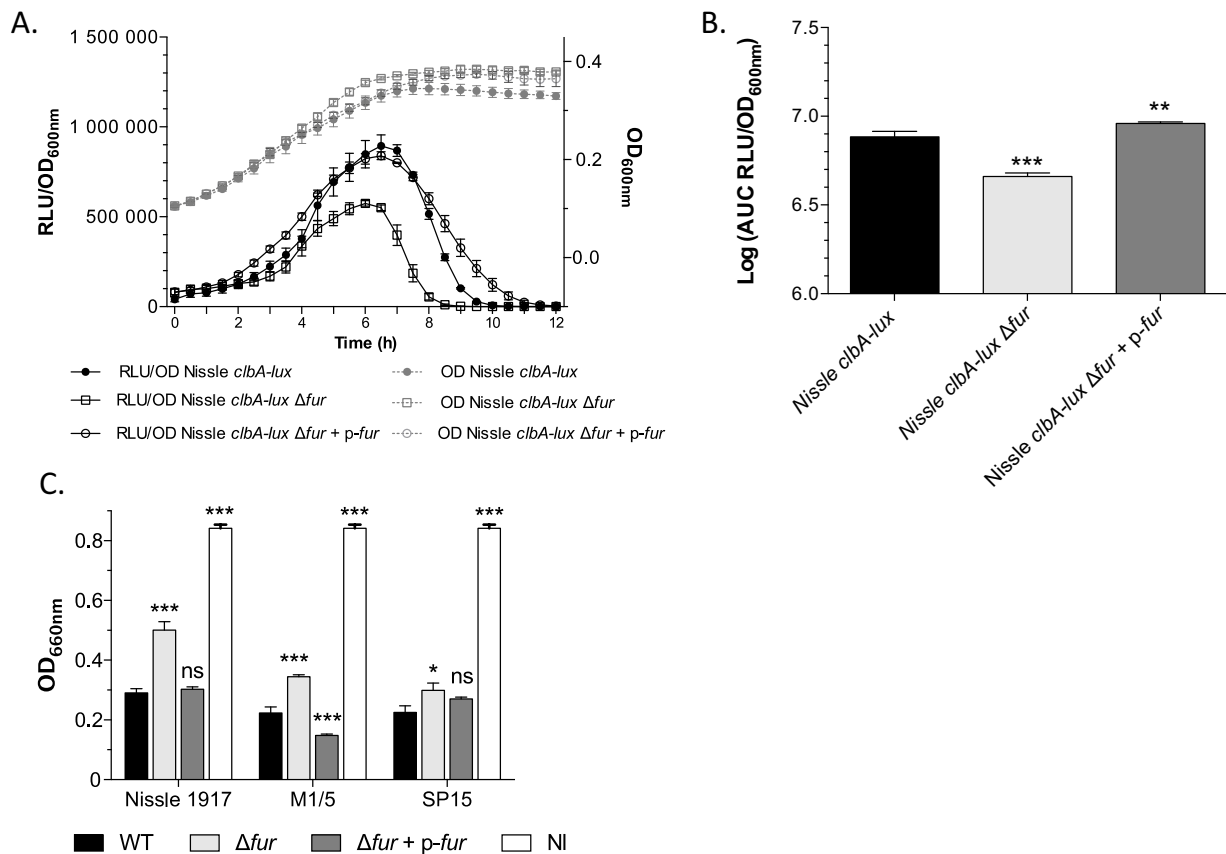 A.
1 500 000
1 000 000
500 000
0
RLU/OD600nm
0.4
0.2
0.0
OD600nm
0 2 4 6 8 10 12
Time (h)
RLU/OD Nissle clbA-lux
OD Nissle clbA-lux
RLU/OD Nissle clbA-lux Δfur
OD Nissle clbA-lux Δfur
RLU/OD Nissle clbA-lux Δfur + p-fur
OD Nissle clbA-lux Δfur + p-fur
B.
7.5
7.0
6.5
6.0
Log (AUC RLU/OD600nm)
***
**
Nissle clbA-lux
Nissle clbA-lux Δfur
Nissle clbA-lux Δfur + p-fur
C.
0.8
0.6
0.4
0.2
0
OD660nm
*** ns ***
*** *** ***
* ns ***
Nissle 1917 M1/5 SP15
WT Δfur Δfur + p-fur NI